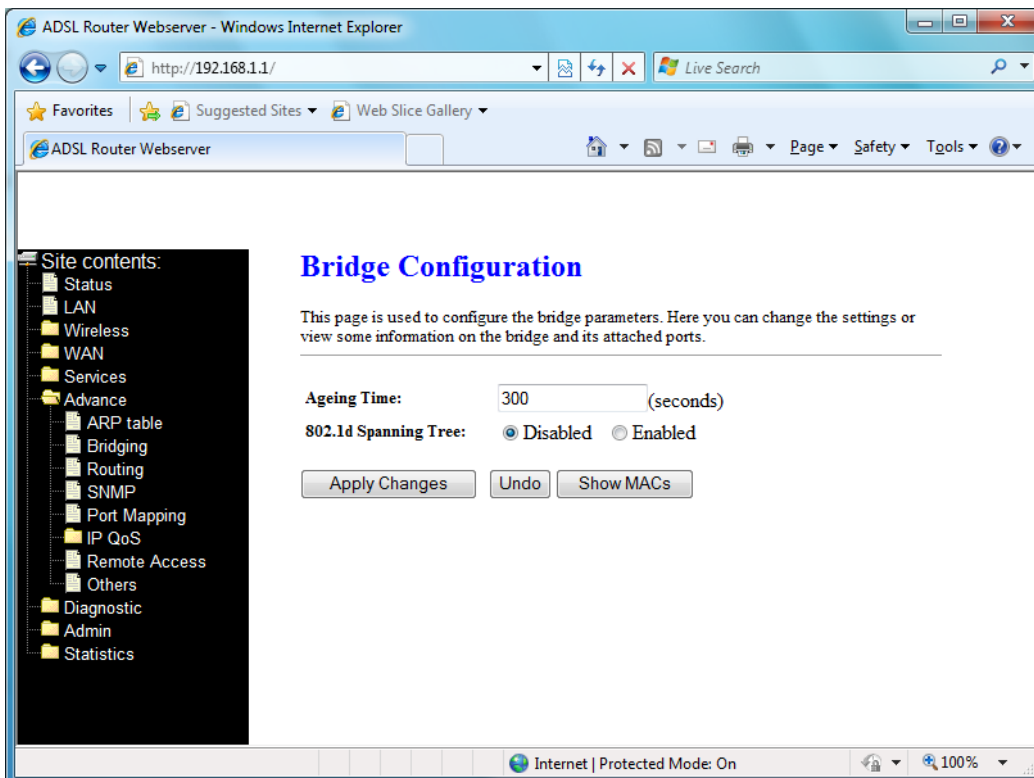 ADSL Router Webserver - Windows Internet Explorer
http://192.168.1.1/
Live Search
Favorites
Suggested Sites
Web Slice Gallery
ADSL Router Webserver
Page
Safety
Tools
Site contents:
Status
LAN
Wireless
WAN
Services
Advance
ARP table
Bridging
Routing
SNMP
Port Mapping
IP QoS
Remote Access
Others
Diagnostic
Admin
Statistics
Bridge Configuration
This page is used to configure the bridge parameters. Here you can change the settings or
view some information on the bridge and its attached ports.
Ageing Time: 300 (seconds)
802.1d Spanning Tree: Disabled Enabled
Apply Changes Undo Show MACs
Internet | Protected Mode: On
100%